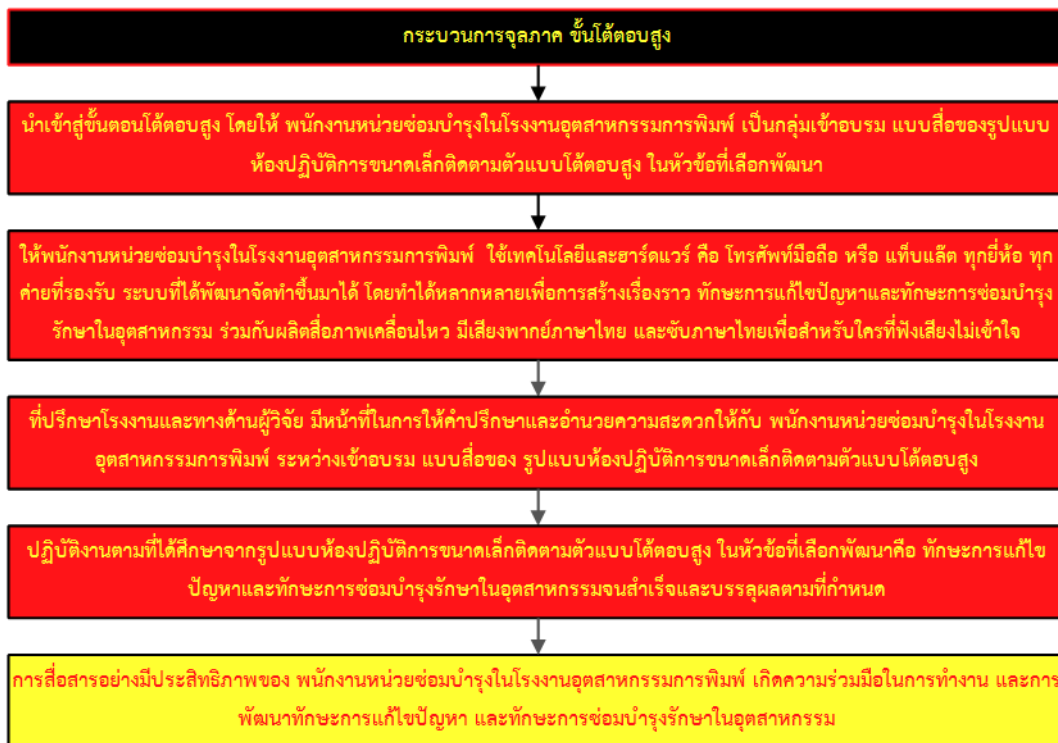 กระบวนการจุลภาค ขั้นโต้ตอบสูง
นำเข้าสู่ขั้นตอนโต้ตอบสูง โดยให้ พนักงานหน่วยซ่อมบำรุงในโรงงานอุตสาหกรรมการพิมพ์ เป็นกลุ่มเข้าอบรม แบบสื่อของรูปแบบ
ห้องปฏิบัติการขนาดเล็กติดตามตัวแบบโต้ตอบสูง ในหัวข้อที่เลือกพัฒนา
ให้พนักงานหน่วยซ่อมบำรุงในโรงงานอุตสาหกรรมการพิมพ์ ใช้เทคโนโลยีและฮาร์ดแวร์ คือ โทรศัพท์มือถือ หรือ แท็บแล๊ต ทุกยี่ห้อ ทุก
ค่ายที่รองรับ ระบบที่ได้พัฒนาจัดทำขึ้นมาได้ โดยทำได้หลากหลายเพื่อการสร้างเรื่องราว ทักษะการแก้ไขปัญหาและทักษะการซ่อมบำรุง
รักษาในอุตสาหกรรม ร่วมกับผลิตสื่อภาพเคลื่อนไหว มีเสียงพากย์ภาษาไทย และซับภาษาไทยเพื่อสำหรับใครที่ฟังเสียงไม่เข้าใจ
ที่ปรึกษาโรงงานและทางด้านผู้วิจัย มีหน้าที่ในการให้คำปรึกษาและอำนวยความสะดวกให้กับ พนักงานหน่วยซ่อมบำรุงในโรงงาน
อุตสาหกรรมการพิมพ์ ระหว่างเข้าอบรม แบบสื่อของ รูปแบบห้องปฏิบัติการขนาดเล็กติดตามตัวแบบโต้ตอบสูง
ปฏิบัติงานตามที่ได้ศึกษาจากรูปแบบห้องปฏิบัติการขนาดเล็กติดตามตัวแบบโต้ตอบสูง ในหัวข้อที่เลือกพัฒนาคือ ทักษะการแก้ไข
ปัญหาและทักษะการซ่อมบำรุงรักษาในอุตสาหกรรมจนสำเร็จและบรรลุผลตามที่กำหนด
การสื่อสารอย่างมีประสิทธิภาพของ พนักงานหน่วยซ่อมบำรุงในโรงงานอุตสาหกรรมการพิมพ์ เกิดความร่วมมือในการทำงาน และการ
พัฒนาทักษะการแก้ไขปัญหา และทักษะการซ่อมบำรุงรักษาในอุตสาหกรรม